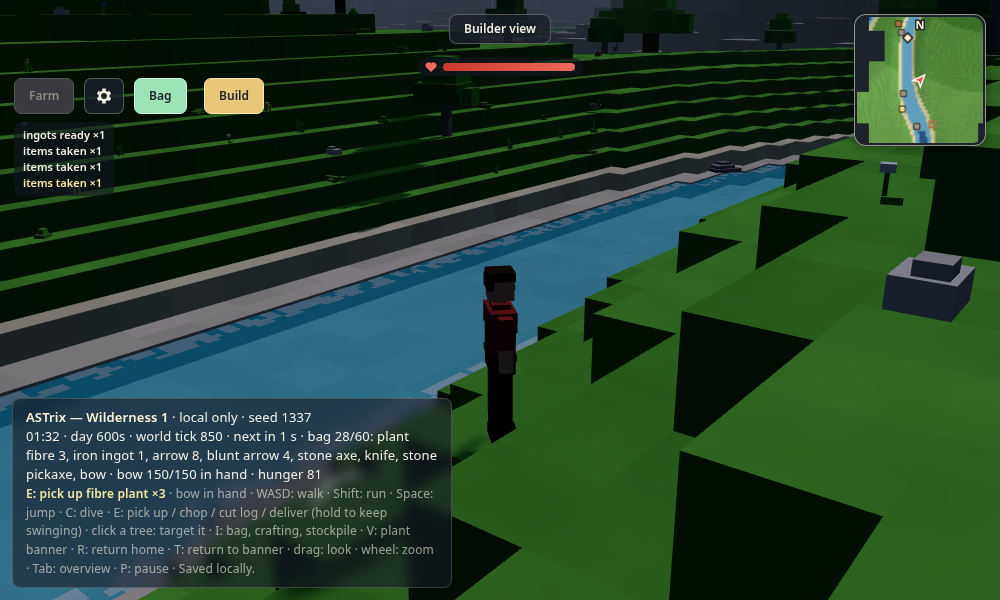 Builder view
N
Farm
Bag
Build
ingots ready ×1
items taken ×1
items taken ×1
items taken ×1
ASTrix — Wilderness 1 · local only · seed 1337
01:32 · day 600s · world tick 850 · next in 1 s · bag 28/60: plant
fibre 3, iron ingot 1, arrow 8, blunt arrow 4, stone axe, knife, stone
pickaxe, bow · bow 150/150 in hand · hunger 81
E: pick up fibre plant ×3 · bow in hand · WASD: walk · Shift: run · Space:
jump · C: dive · E: pick up / chop / cut log / deliver (hold to keep
swinging) · click a tree: target it · I: bag, crafting, stockpile · V: plant
banner · R: return home · T: return to banner · drag: look · wheel: zoom
· Tab: overview · P: pause · Saved locally.